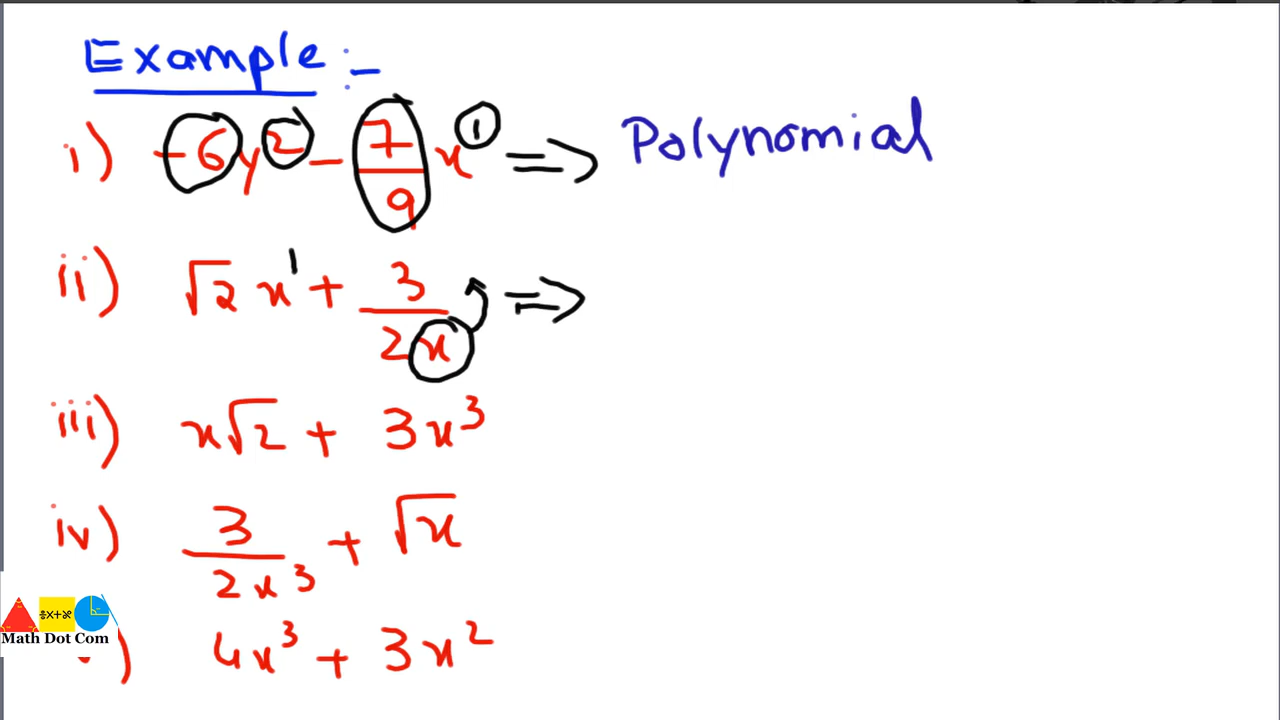 Example :-
i) -6y² - 7/9 x¹ => Polynomial
ii) √2 x¹ + 3/2x =>
iii) x√2 + 3x³
iv) 3/2x³ + √x
4x³ + 3x²
÷×+
Math Dot Com